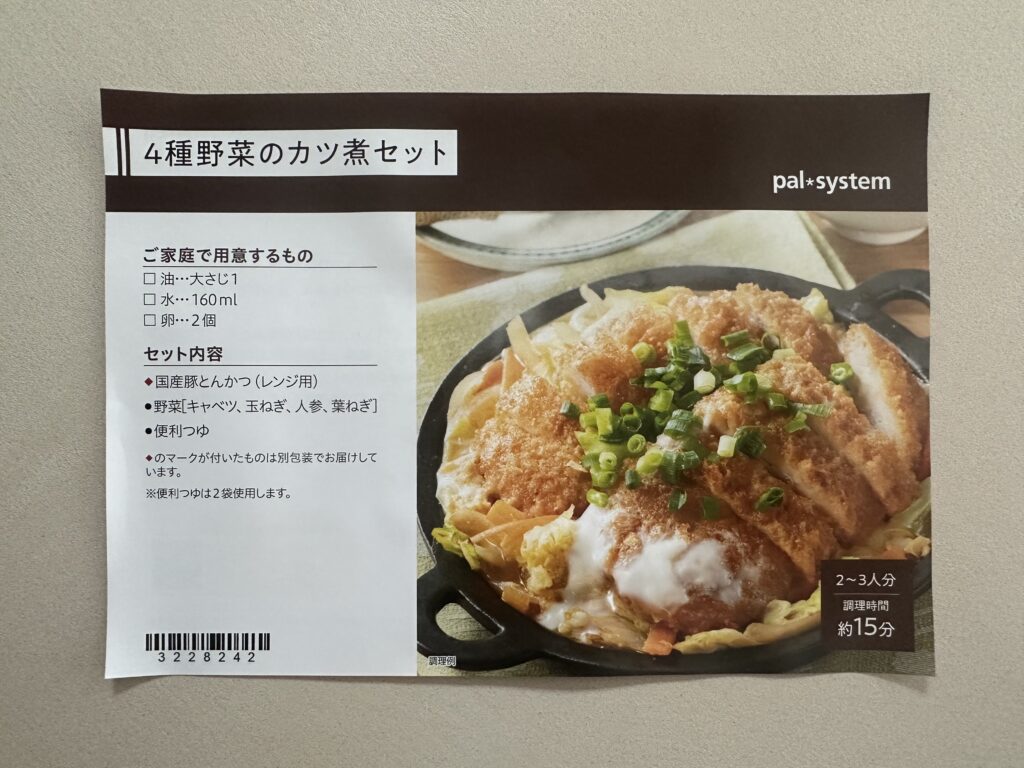 4種野菜のカツ煮セット
pal*system
ご家庭で用意するもの
□ 油…大さじ1
□ 水…160ml
□ 卵…2個
セット内容
◆国産豚とんかつ（レンジ用）
●野菜[キャベツ、玉ねぎ、人参、葉ねぎ]
●便利つゆ
◆のマークが付いたものは別包装でお届けして
います。
※便利つゆは2袋使用します。
3228242
調理例
2〜3人分
調理時間
約15分